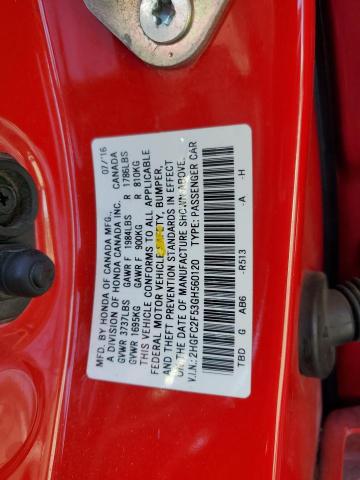 MFD. BY HONDA OF CANADA MFG., 07/16
A DIVISION OF HONDA CANADA INC. CANADA
GVWR 3737LBS GAWR F 1984LBS R 1786LBS
GVWR 1695KG GAWR F 900KG R 810KG
THIS VEHICLE CONFORMS TO ALL APPLICABLE
FEDERAL MOTOR VEHICLE SAFETY, BUMPER,
AND THEFT PREVENTION STANDARDS IN EFFECT
ON THE DATE OF MANUFACTURE SHOWN ABOVE.
V.I.N.: 2HGFC2F53GH560120 TYPE: PASSENGER CAR
TBD G AB6 -R513 -A -H